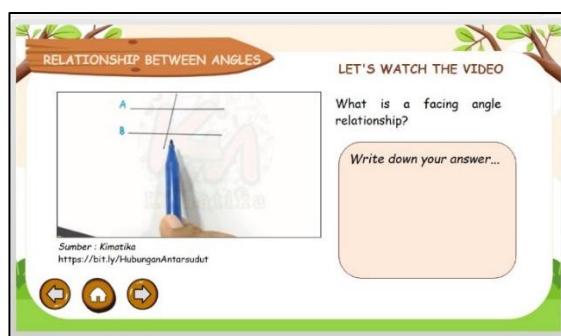 RELATIONSHIP BETWEEN ANGLES
LET'S WATCH THE VIDEO
A
B
Kimatika
Sumber : Kimatika
https://bit.ly/HubunganAntarsudut
What is a facing angle
relationship?
Write down your answer...